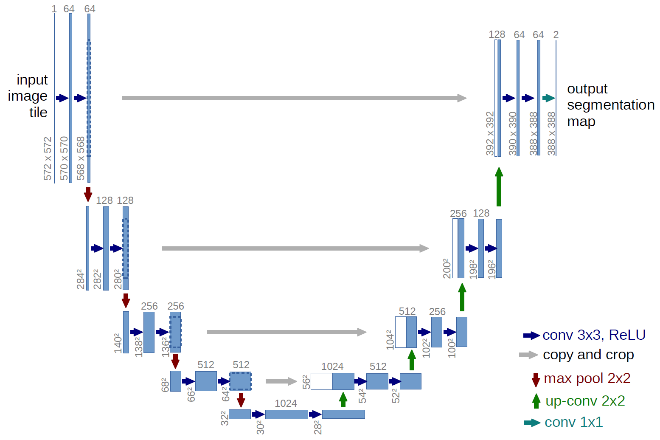 1 64 64
input
image
tile
572 x 572
570 x 570
568 x 568
128 64 64 2
output
segmentation
map
392 x 392
390 x 390
388 x 388
388 x 388
128 128
284²
282²
280²
256 128
200²
198²
196²
256 256
140²
138²
136²
512 256
104²
102²
100²
512 512
68²
66²
64²
1024 512
56²
54²
52²
1024
32²
30²
28²
conv 3x3, ReLU
copy and crop
max pool 2x2
up-conv 2x2
conv 1x1